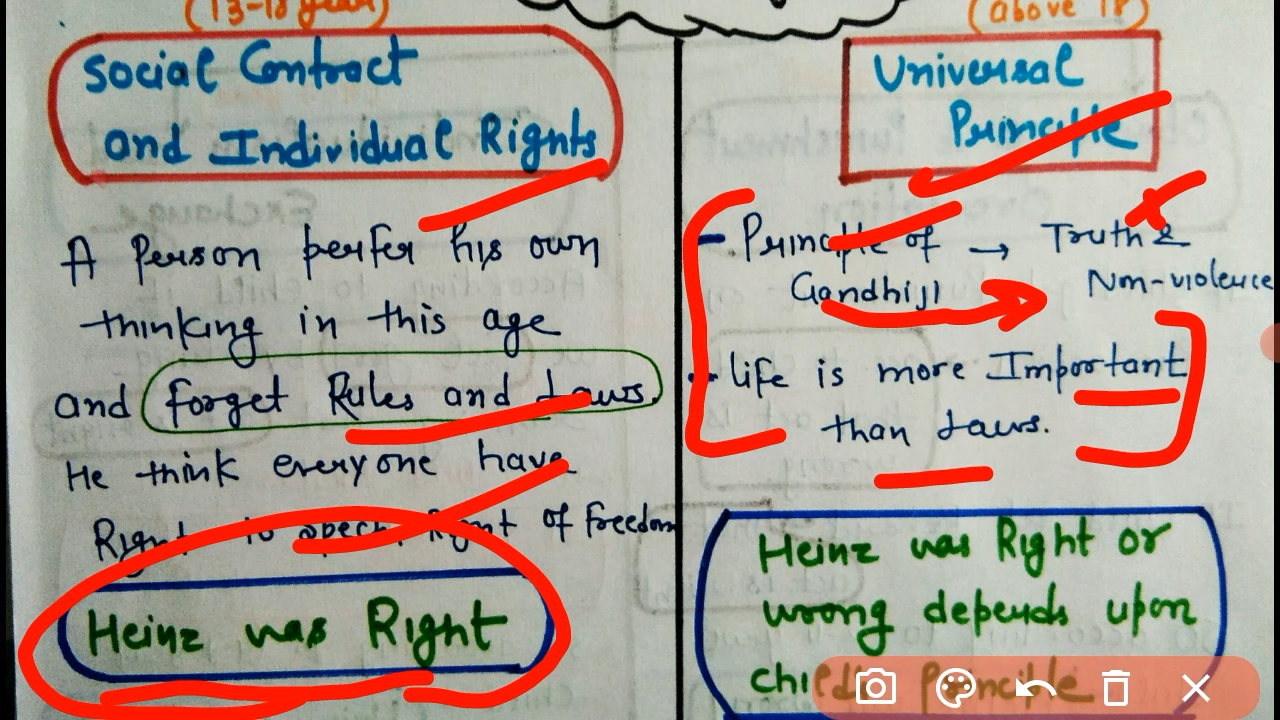 (13-18 year)
Social Contract
and Individual Rights
A Person perfer his own
thinking in this age
and forget Rules and Laws.
He think everyone have
Right to speech, Right of freedom
Heinz was Right
(above 18)
Universal
Principle
- Principle of → Truth &
Gandhiji Non-violence
- life is more Important
than Laws.
Heinz was Right or
wrong depends upon
child Principle